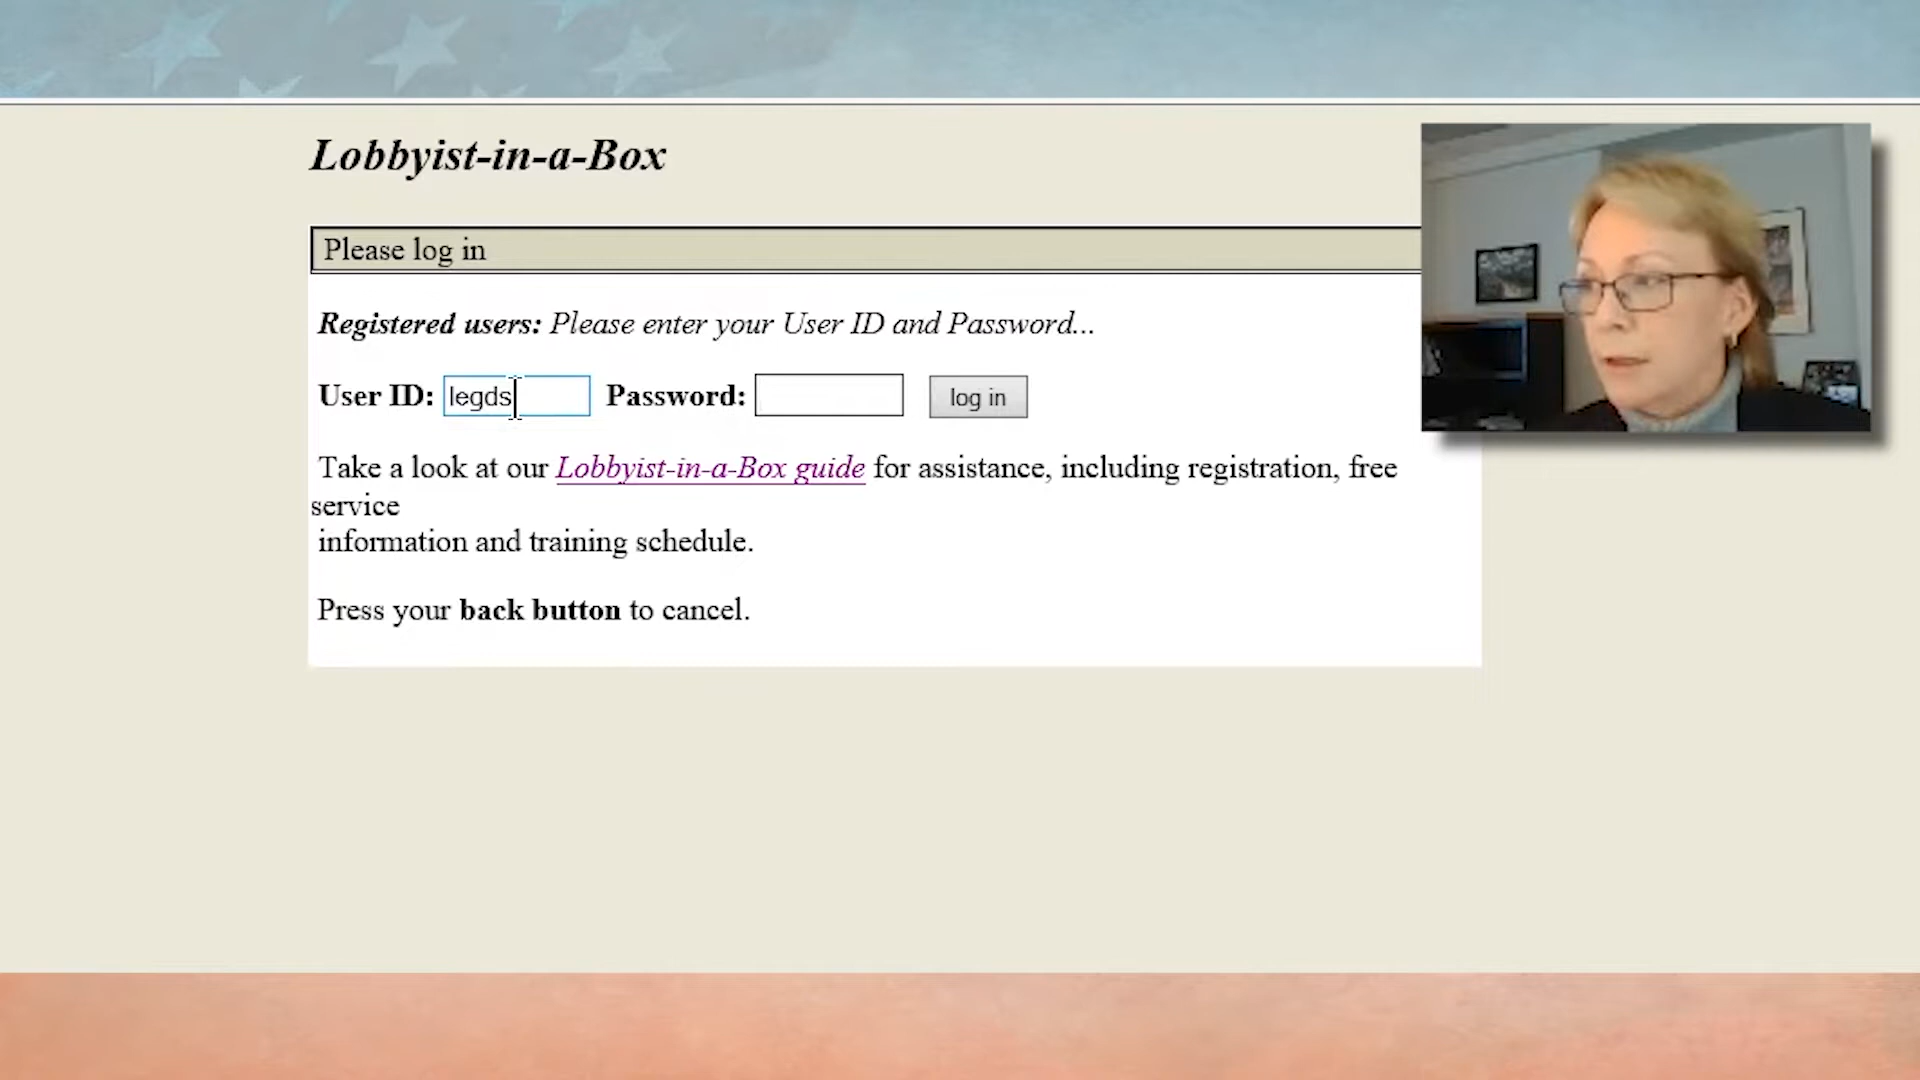 Lobbyist-in-a-Box
Please log in
Registered users: Please enter your User ID and Password...
User ID: legds Password: log in
Take a look at our Lobbyist-in-a-Box guide for assistance, including registration, free
service
information and training schedule.
Press your back button to cancel.